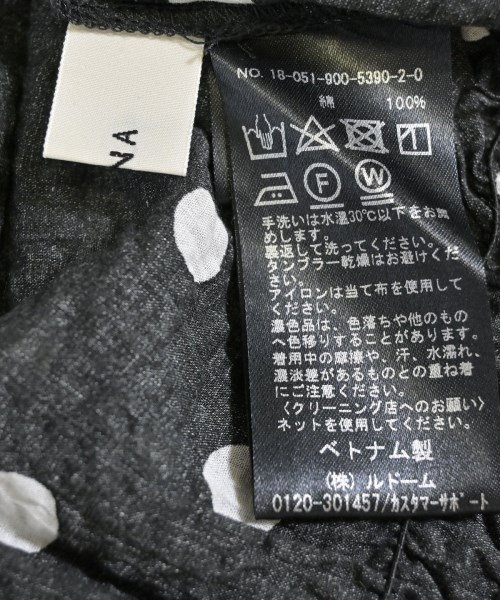 NA
NO. 18-051-900-5390-2-0
綿 100%
F W
手洗いは水温30℃以下をお勧
めします。
裏返して洗ってください。
タンブラー乾燥はお避けくだ
さい。
アイロンは当て布を使用して
ください。
濃色品は、色落ちや他のもの
へ色移りすることがあります。
着用中の摩擦や、汗、水濡れ、
濃淡差があるものとの重ね着
にご注意ください。
〈クリーニング店へのお願い〉
ネットを使用してください。
ベトナム製
(株)ルドーム
0120-301457/カスタマーサポート